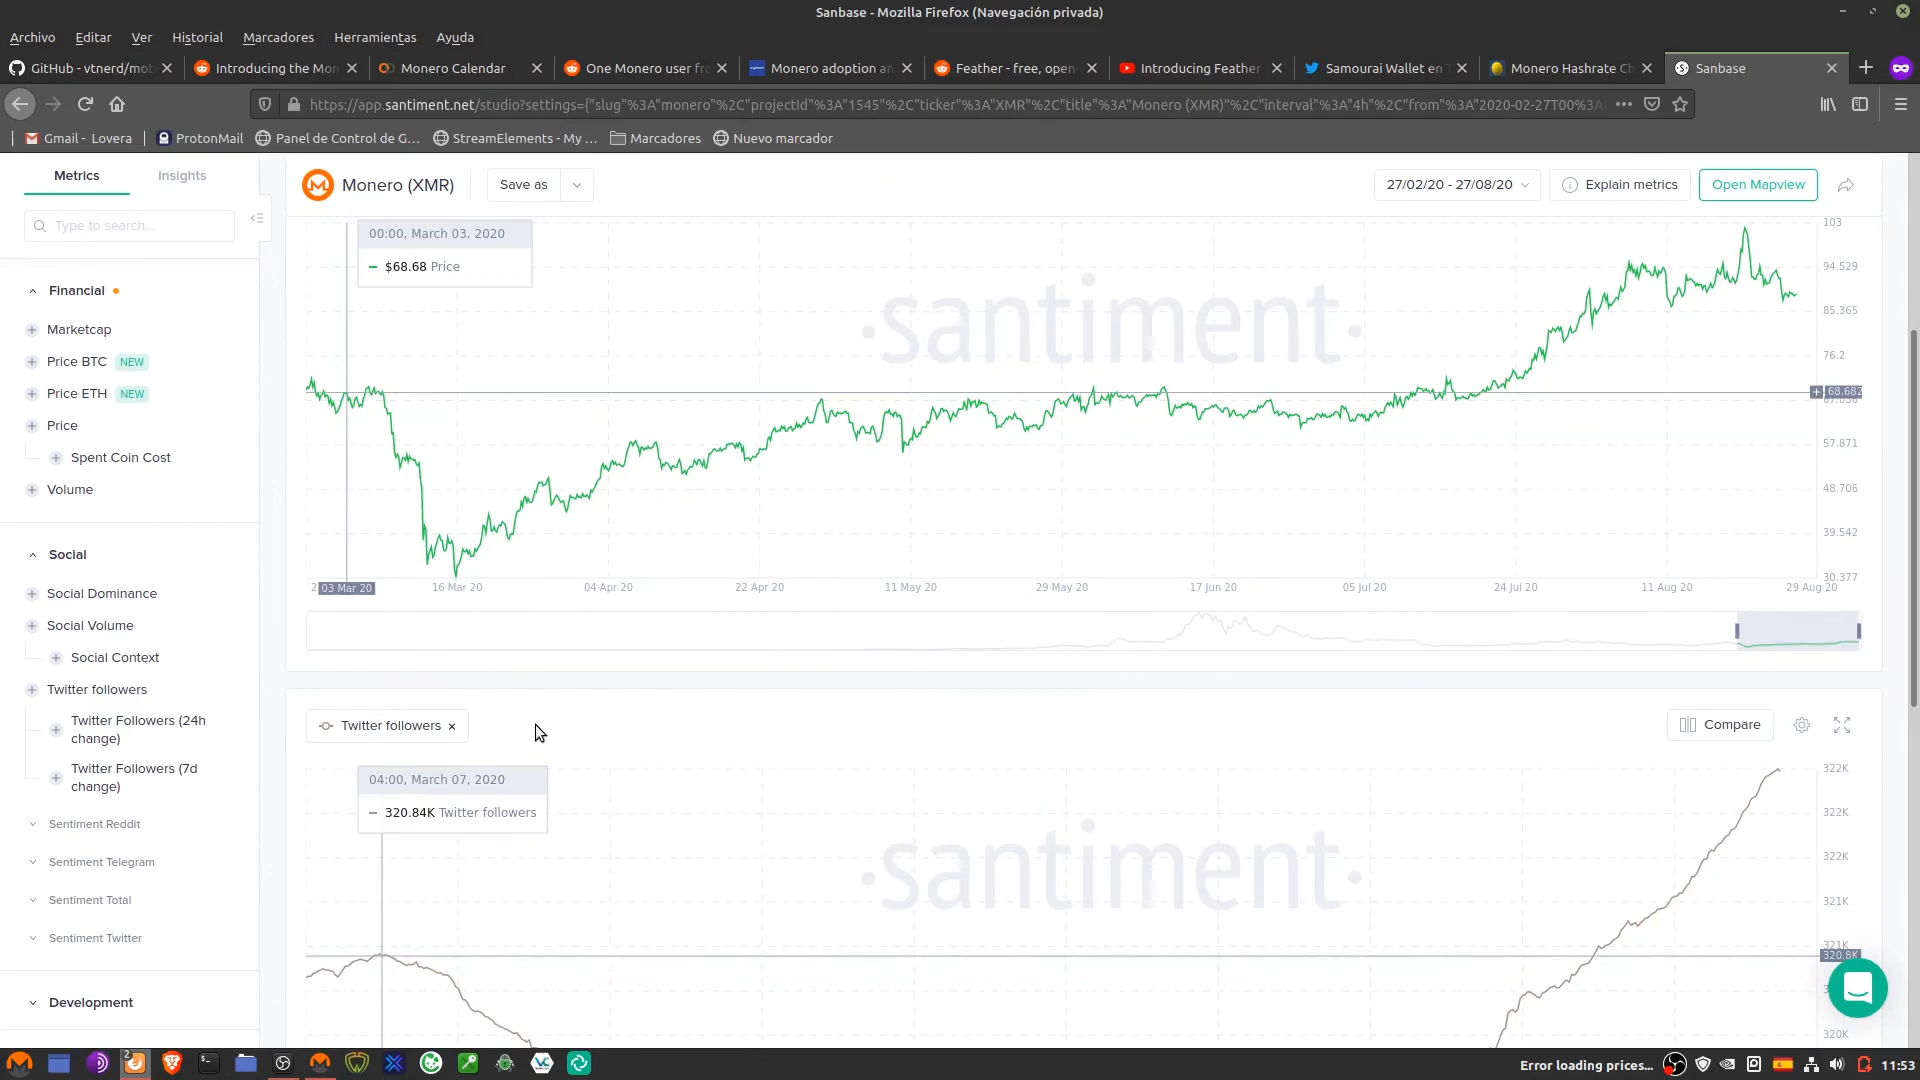 Sanbase - Mozilla Firefox (Navegación privada)
Archivo Editar Ver Historial Marcadores Herramientas Ayuda
GitHub - vtnerd/mo
Introducing the Mon
Monero Calendar
One Monero user fr
Monero adoption an
Feather - free, open-
Introducing Feather
Samourai Wallet en T
Monero Hashrate Ch
Sanbase
https://app.santiment.net/studio?settings={"slug"%3A"monero"%2C"projectId"%3A"1545"%2C"ticker"%3A"XMR"%2C"title"%3A"Monero (XMR)"%2C"interval"%3A"4h"%2C"from"%3A"2020-02-27T00%3A
Gmail - Lovera
ProtonMail
Panel de Control de G...
StreamElements - My ...
Marcadores
Nuevo marcador
Metrics
Insights
Monero (XMR)
Save as
27/02/20 - 27/08/20
Explain metrics
Open Mapview
Type to search...
00:00, March 03, 2020
$68.68 Price
santiment
103
94.529
85.365
76.2
68.682
57.871
48.706
39.542
30.377
03 Mar 20
16 Mar 20
04 Apr 20
22 Apr 20
11 May 20
29 May 20
17 Jun 20
05 Jul 20
24 Jul 20
11 Aug 20
29 Aug 20
Financial
Marketcap
Price BTC NEW
Price ETH NEW
Price
Spent Coin Cost
Volume
Social
Social Dominance
Social Volume
Social Context
Twitter followers
Twitter Followers (24h
change)
Twitter Followers (7d
change)
Sentiment Reddit
Sentiment Telegram
Sentiment Total
Sentiment Twitter
Development
Twitter followers
Compare
04:00, March 07, 2020
320.84K Twitter followers
santiment
322K
322K
322K
321K
321K
320.8K
320K
2
Error loading prices...
11:53